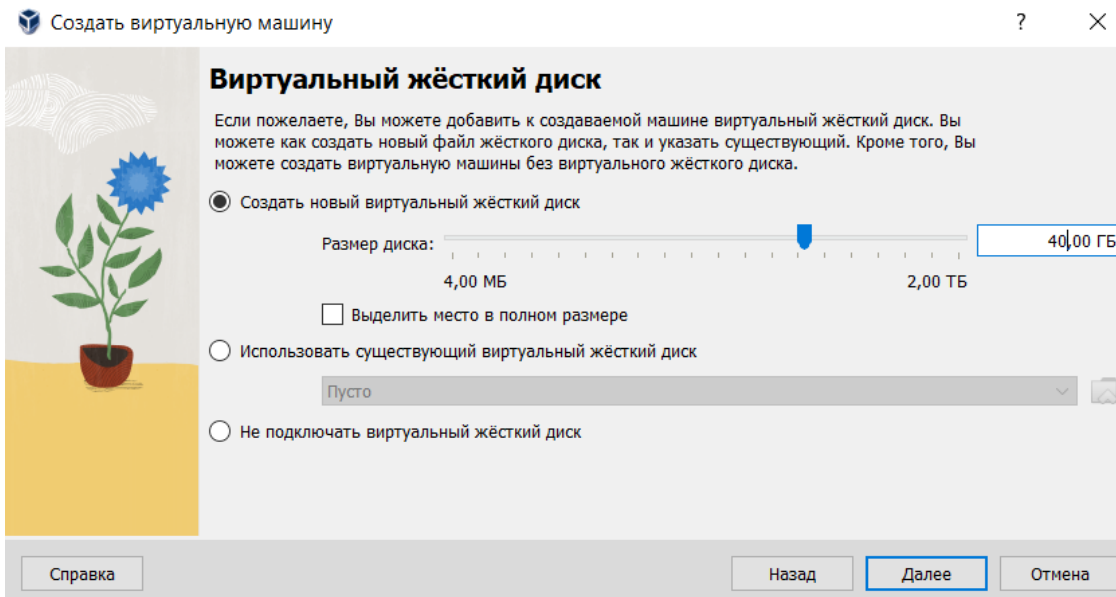 Создать виртуальную машину
?
Виртуальный жёсткий диск
Если пожелаете, Вы можете добавить к создаваемой машине виртуальный жёсткий диск. Вы
можете как создать новый файл жёсткого диска, так и указать существующий. Кроме того, Вы
можете создать виртуальную машины без виртуального жёсткого диска.
Создать новый виртуальный жёсткий диск
Размер диска:
40,00 ГБ
4,00 МБ
2,00 ТБ
Выделить место в полном размере
Использовать существующий виртуальный жёсткий диск
Пусто
Не подключать виртуальный жёсткий диск
Справка
Назад
Далее
Отмена